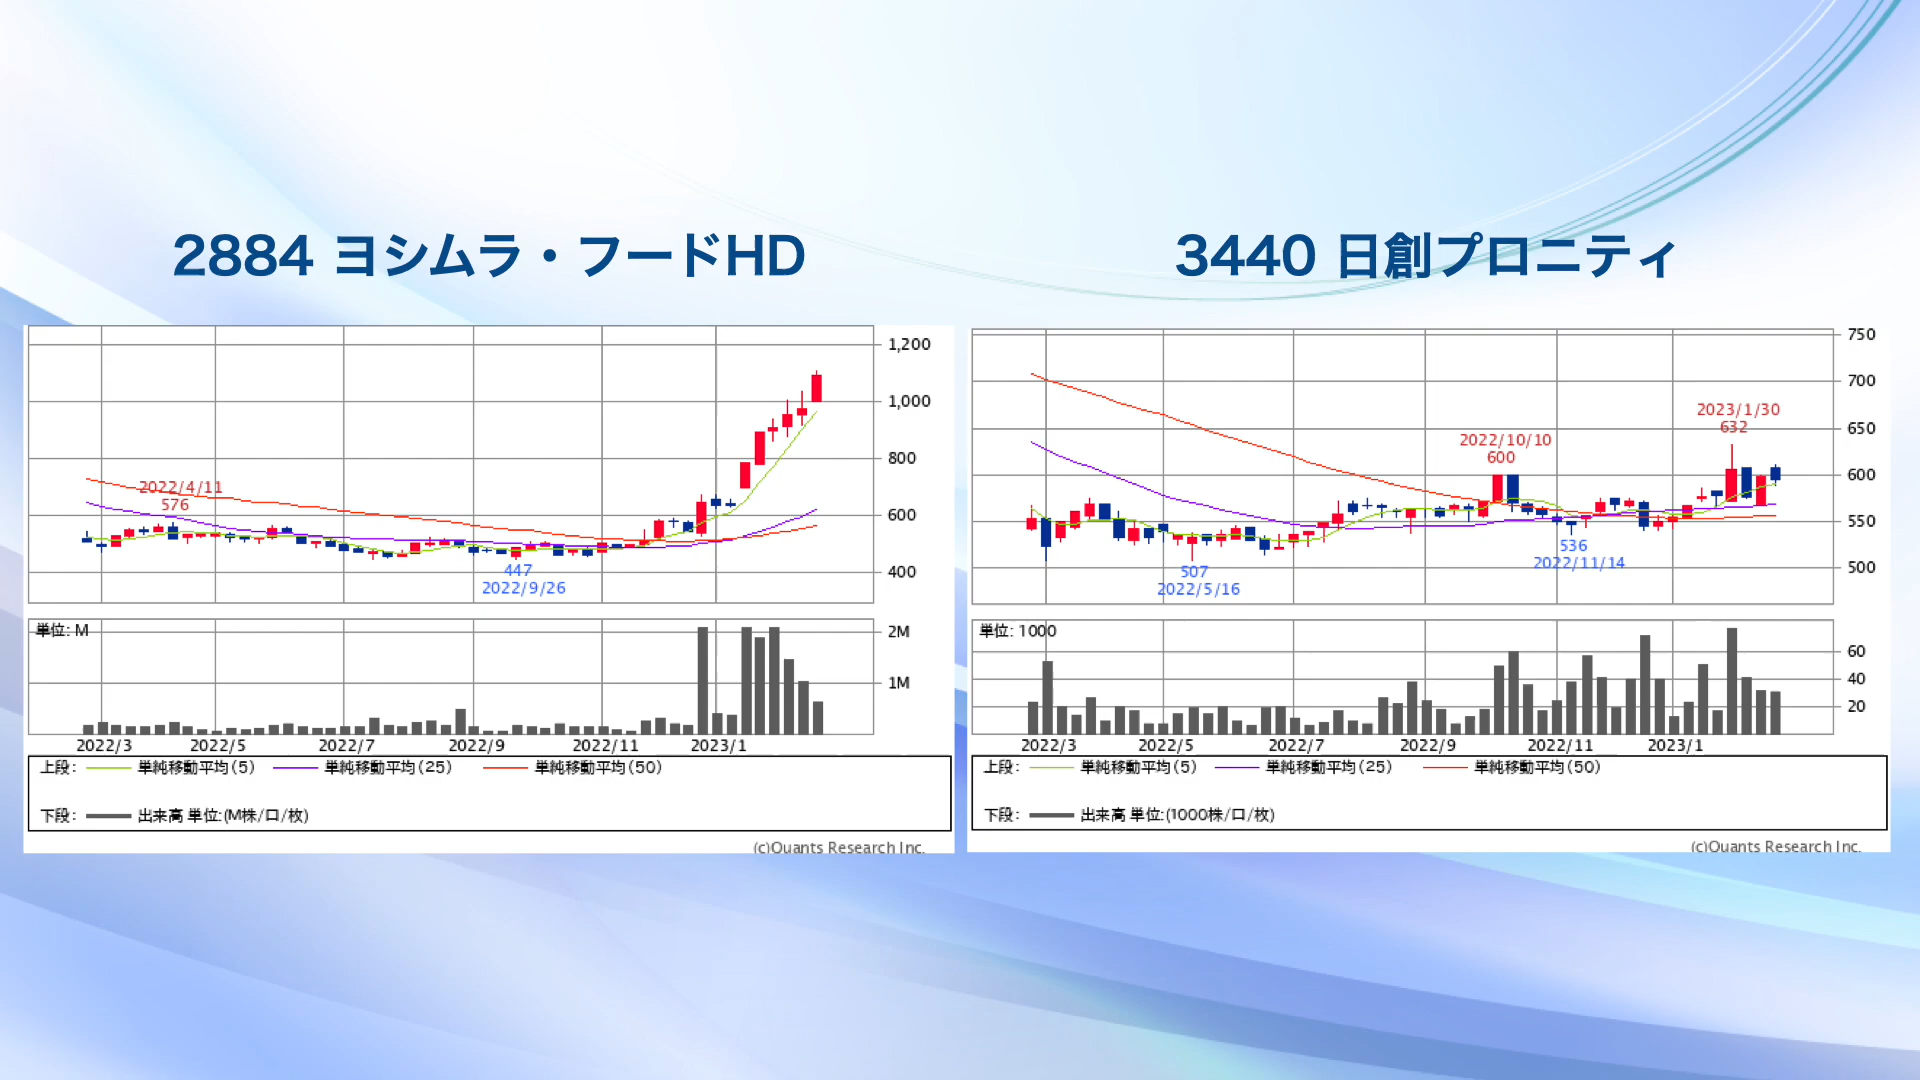 2884 ヨシムラ・フードHD
1,200
1,000
800
600
400
2022/4/11
576
447
2022/9/26
単位: M
2M
1M
2022/3 2022/5 2022/7 2022/9 2022/11 2023/1
上段: 単純移動平均(5) 単純移動平均(25) 単純移動平均(50)
下段: 出来高 単位:(M株/口/枚)
(c)Quants Research Inc.
3440 日創プロニティ
750
700
650
600
550
500
2023/1/30
632
2022/10/10
600
536
2022/11/14
507
2022/5/16
単位: 1000
60
40
20
2022/3 2022/5 2022/7 2022/9 2022/11 2023/1
上段: 単純移動平均(5) 単純移動平均(25) 単純移動平均(50)
下段: 出来高 単位:(1000株/口/枚)
(c)Quants Research Inc.